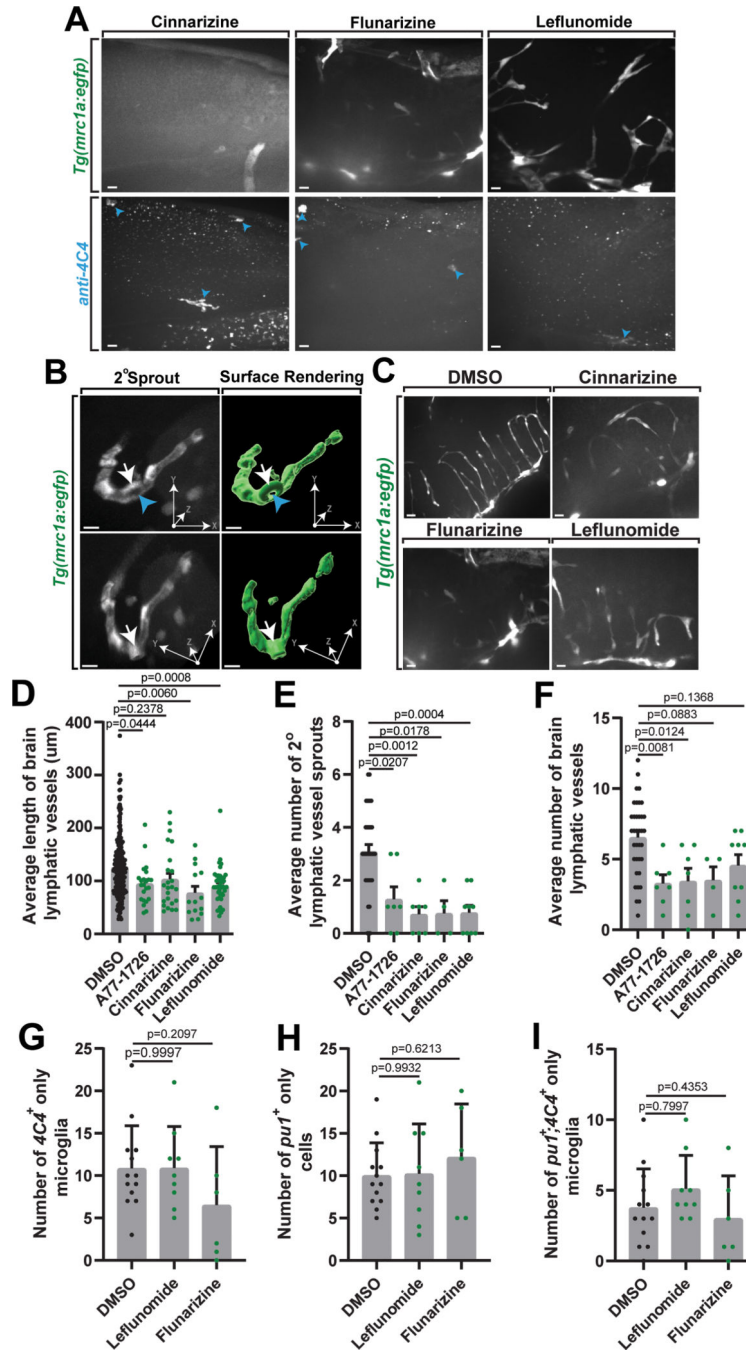 A
Cinnarizine
Flunarizine
Leflunomide
Tg(mrc1a:egfp)
anti-4C4
B
2°Sprout
Surface Rendering
Tg(mrc1a:egfp)
Y
Z
X
Y
Z
X
Y
Z
X
Y
Z
X
C
DMSO
Cinnarizine
Flunarizine
Leflunomide
Tg(mrc1a:egfp)
D
p=0.0008
p=0.0060
p=0.2378
p=0.0444
Average length of brain
lymphatic vessels (um)
400
300
200
100
0
DMSO
A77-1726
Cinnarizine
Flunarizine
Leflunomide
E
p=0.0004
p=0.0178
p=0.0012
p=0.0207
Average number of 2°
lymphatic vessel sprouts
8
6
4
2
0
DMSO
A77-1726
Cinnarizine
Flunarizine
Leflunomide
F
p=0.1368
p=0.0883
p=0.0124
p=0.0081
Average number of brain
lymphatic vessels
15
10
5
0
DMSO
A77-1726
Cinnarizine
Flunarizine
Leflunomide
G
p=0.2097
p=0.9997
Number of 4C4+ only
microglia
25
20
15
10
5
0
DMSO
Leflunomide
Flunarizine
H
p=0.6213
p=0.9932
Number of pu1+ only
cells
25
20
15
10
5
0
DMSO
Leflunomide
Flunarizine
I
p=0.4353
p=0.7997
Number of pu1+;4C4+ only
microglia
15
10
5
0
DMSO
Leflunomide
Flunarizine